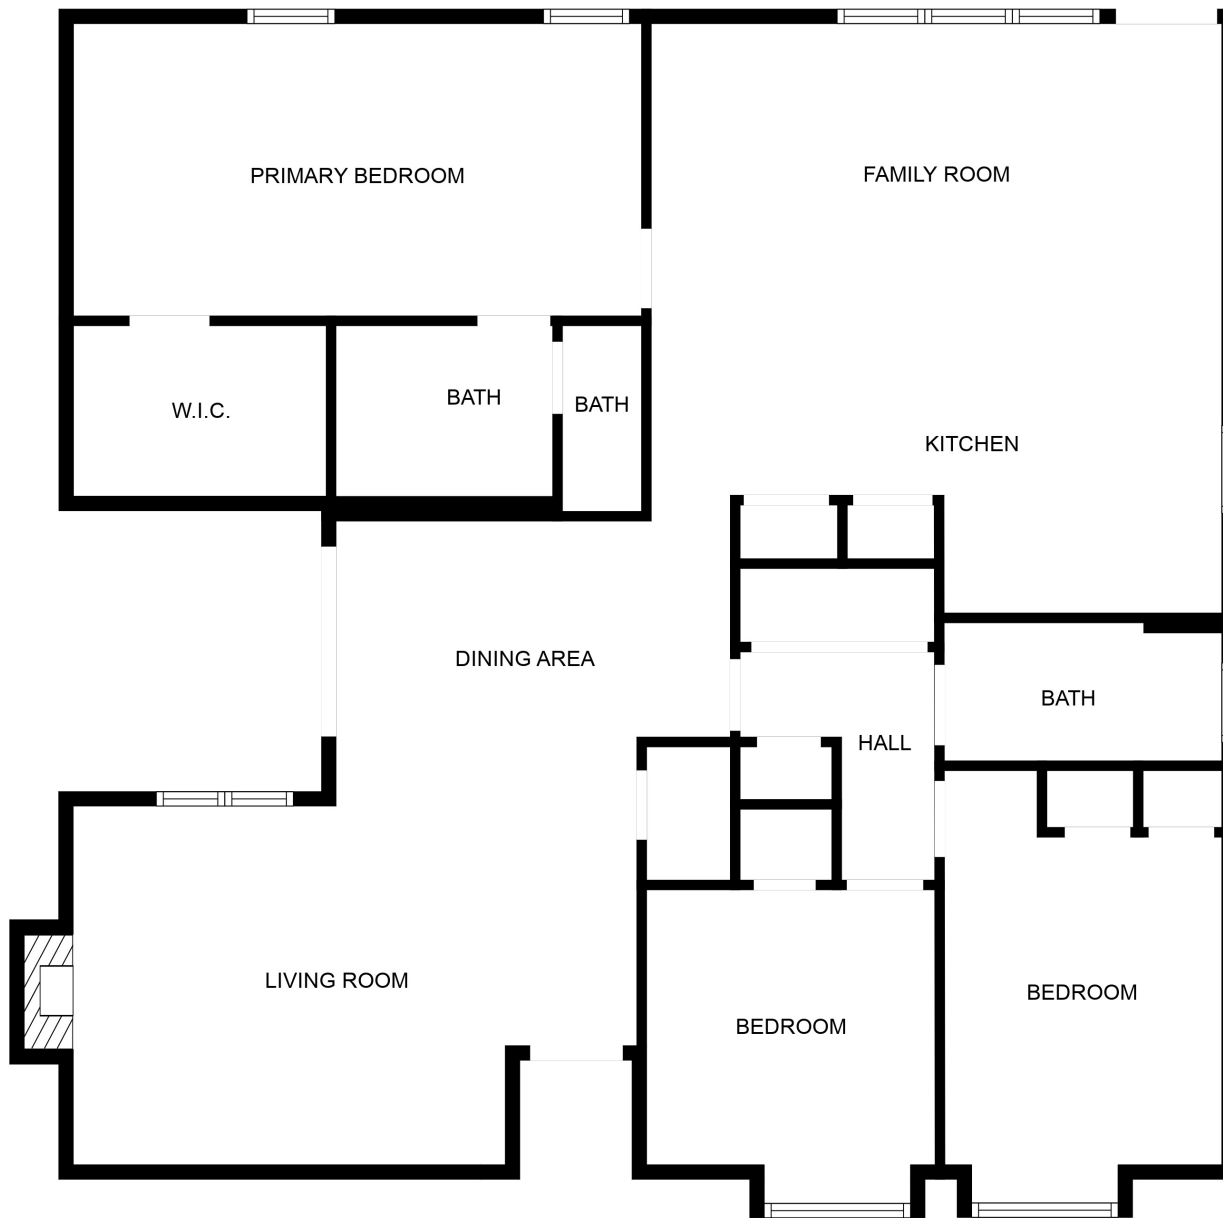 PRIMARY BEDROOM
FAMILY ROOM
W.I.C.
BATH
BATH
KITCHEN
DINING AREA
BATH
HALL
LIVING ROOM
BEDROOM
BEDROOM